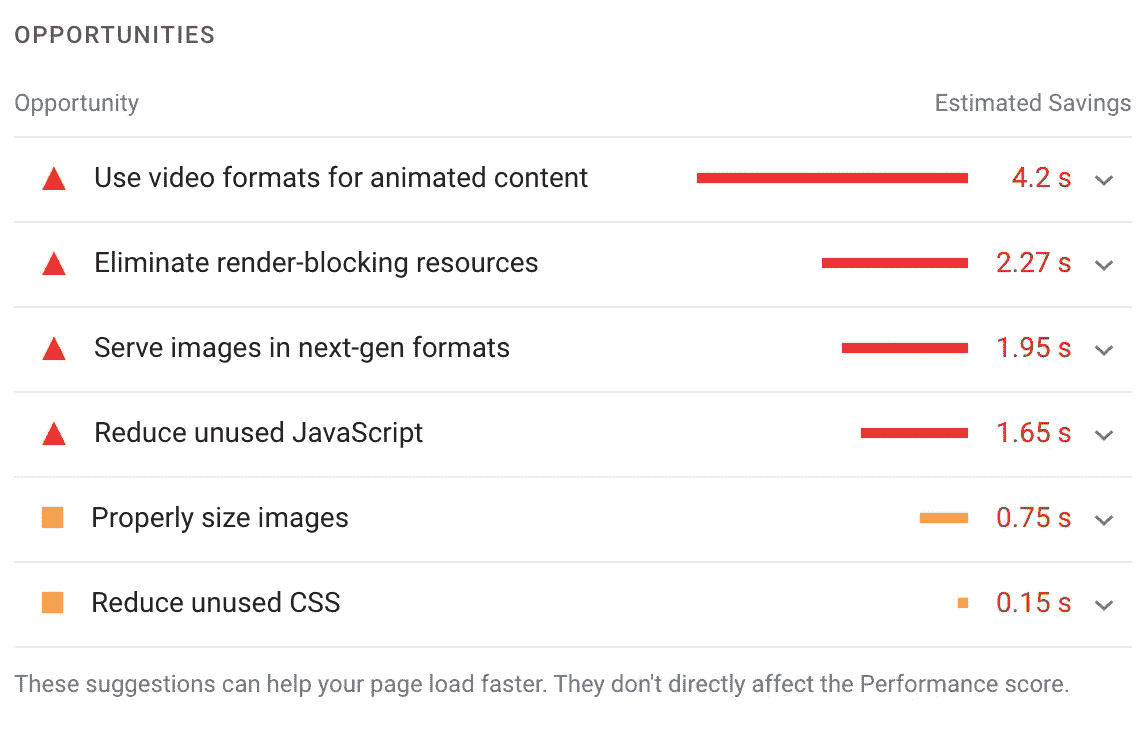 OPPORTUNITIES
Opportunity Estimated Savings
Use video formats for animated content 4.2 s
Eliminate render-blocking resources 2.27 s
Serve images in next-gen formats 1.95 s
Reduce unused JavaScript 1.65 s
Properly size images 0.75 s
Reduce unused CSS 0.15 s
These suggestions can help your page load faster. They don't directly affect the Performance score.